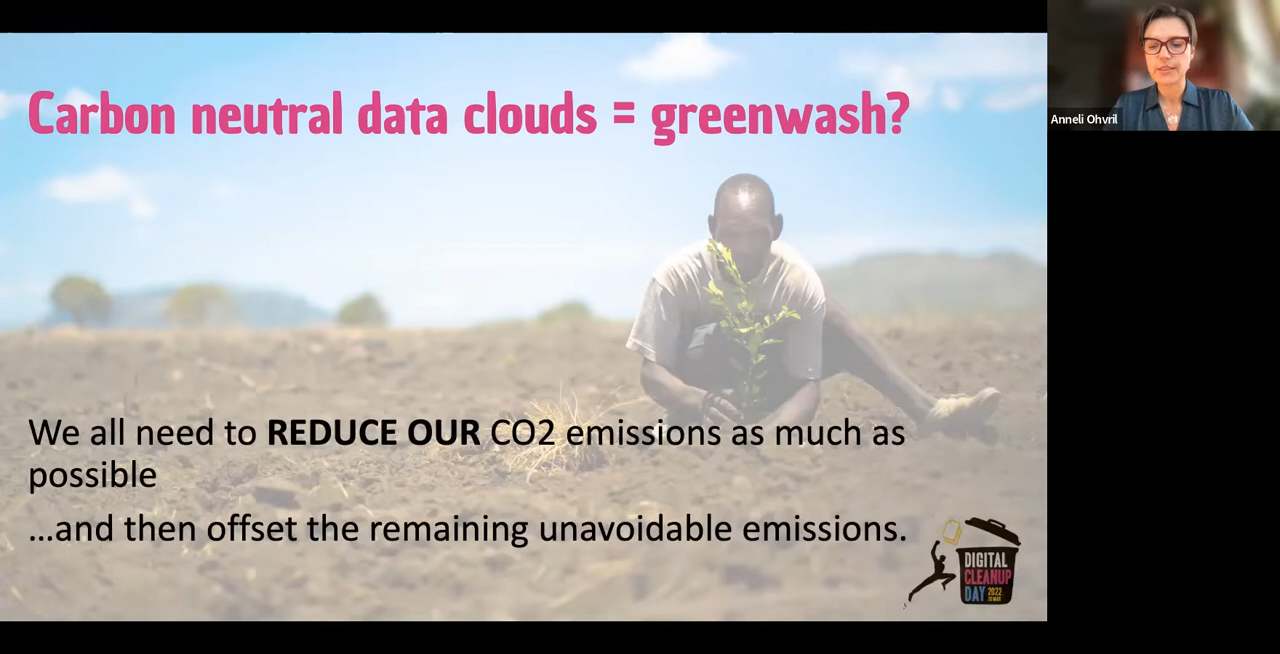 Carbon neutral data clouds = greenwash?
Anneli Ohvril
We all need to REDUCE OUR CO2 emissions as much as
possible
...and then offset the remaining unavoidable emissions.
DIGITAL
CLEANUP
DAY 2022